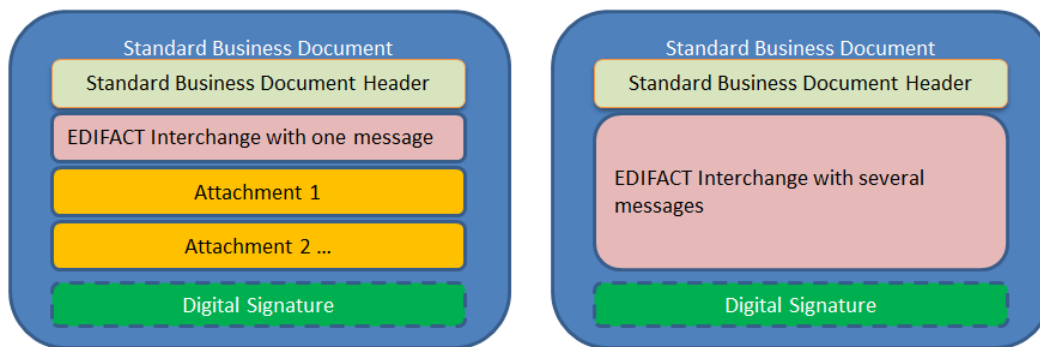 Standard Business Document
Standard Business Document Header
EDIFACT Interchange with one message
Attachment 1
Attachment 2 ...
Digital Signature
Standard Business Document
Standard Business Document Header
EDIFACT Interchange with several
messages
Digital Signature